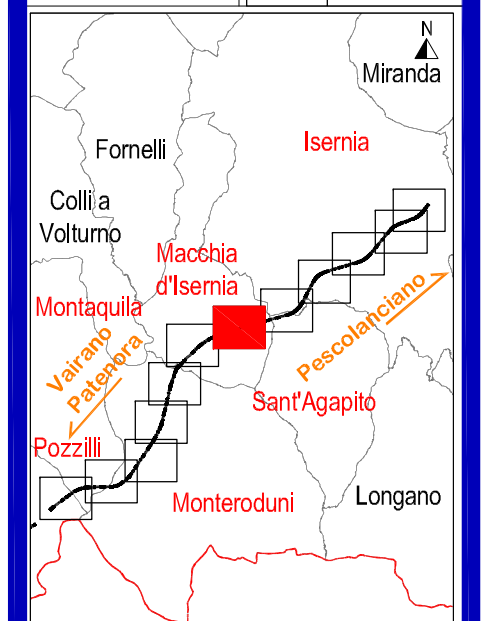 N
Miranda
Isernia
Fornelli
Colli a
Volturno
Macchia
d'Isernia
Montaquila
Pescolanciano
Vairano
Patenora
Sant'Agapito
Pozzilli
Monteroduni
Longano